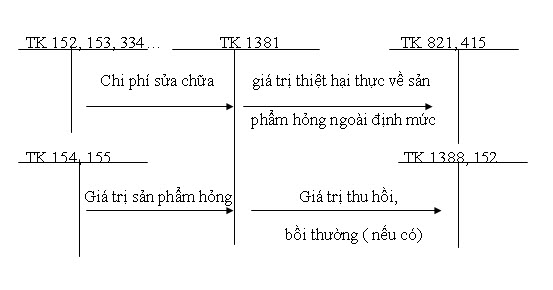 TK 152, 153, 334... TK 1381 TK 821, 415
Chi phí sửa chữa
giá trị thiệt hại thực về sản
phẩm hỏng ngoài định mức
TK 154, 155 TK 1388, 152
Giá trị sản phẩm hỏng
Giá trị thu hồi,
bồi thường ( nếu có)